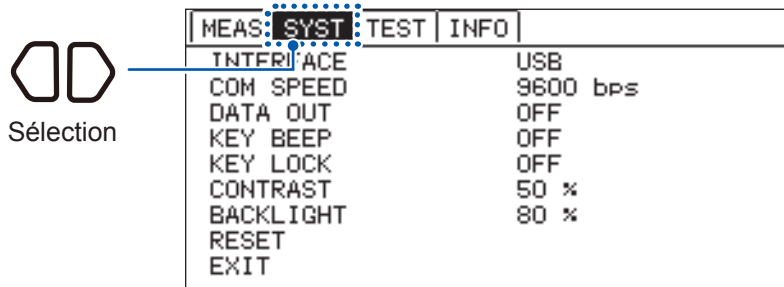 MEAS SYST TEST INFO
Sélection
INTERFACE USB
COM SPEED 9600 bps
DATA OUT OFF
KEY BEEP OFF
KEY LOCK OFF
CONTRAST 50 %
BACKLIGHT 80 %
RESET
EXIT